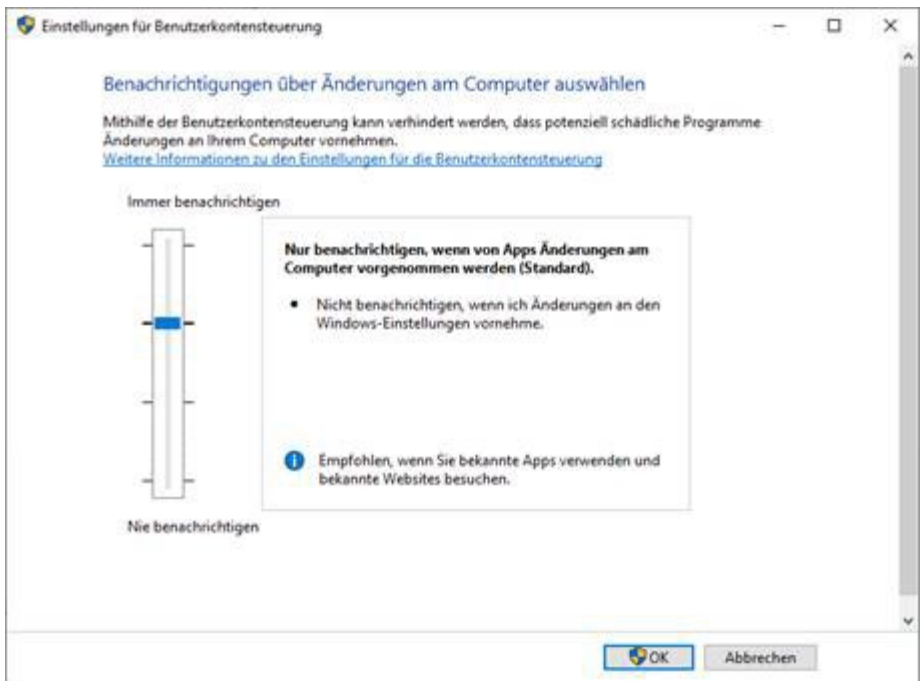 Einstellungen für Benutzerkontensteuerung
Benachrichtigungen über Änderungen am Computer auswählen
Mithilfe der Benutzerkontensteuerung kann verhindert werden, dass potenziell schädliche Programme
Änderungen an Ihrem Computer vornehmen.
Weitere Informationen zu den Einstellungen für die Benutzerkontensteuerung
Immer benachrichtigen
Nur benachrichtigen, wenn von Apps Änderungen am
Computer vorgenommen werden (Standard).
• Nicht benachrichtigen, wenn ich Änderungen an den
Windows-Einstellungen vornehme.
Empfohlen, wenn Sie bekannte Apps verwenden und
bekannte Websites besuchen.
Nie benachrichtigen
OK
Abbrechen